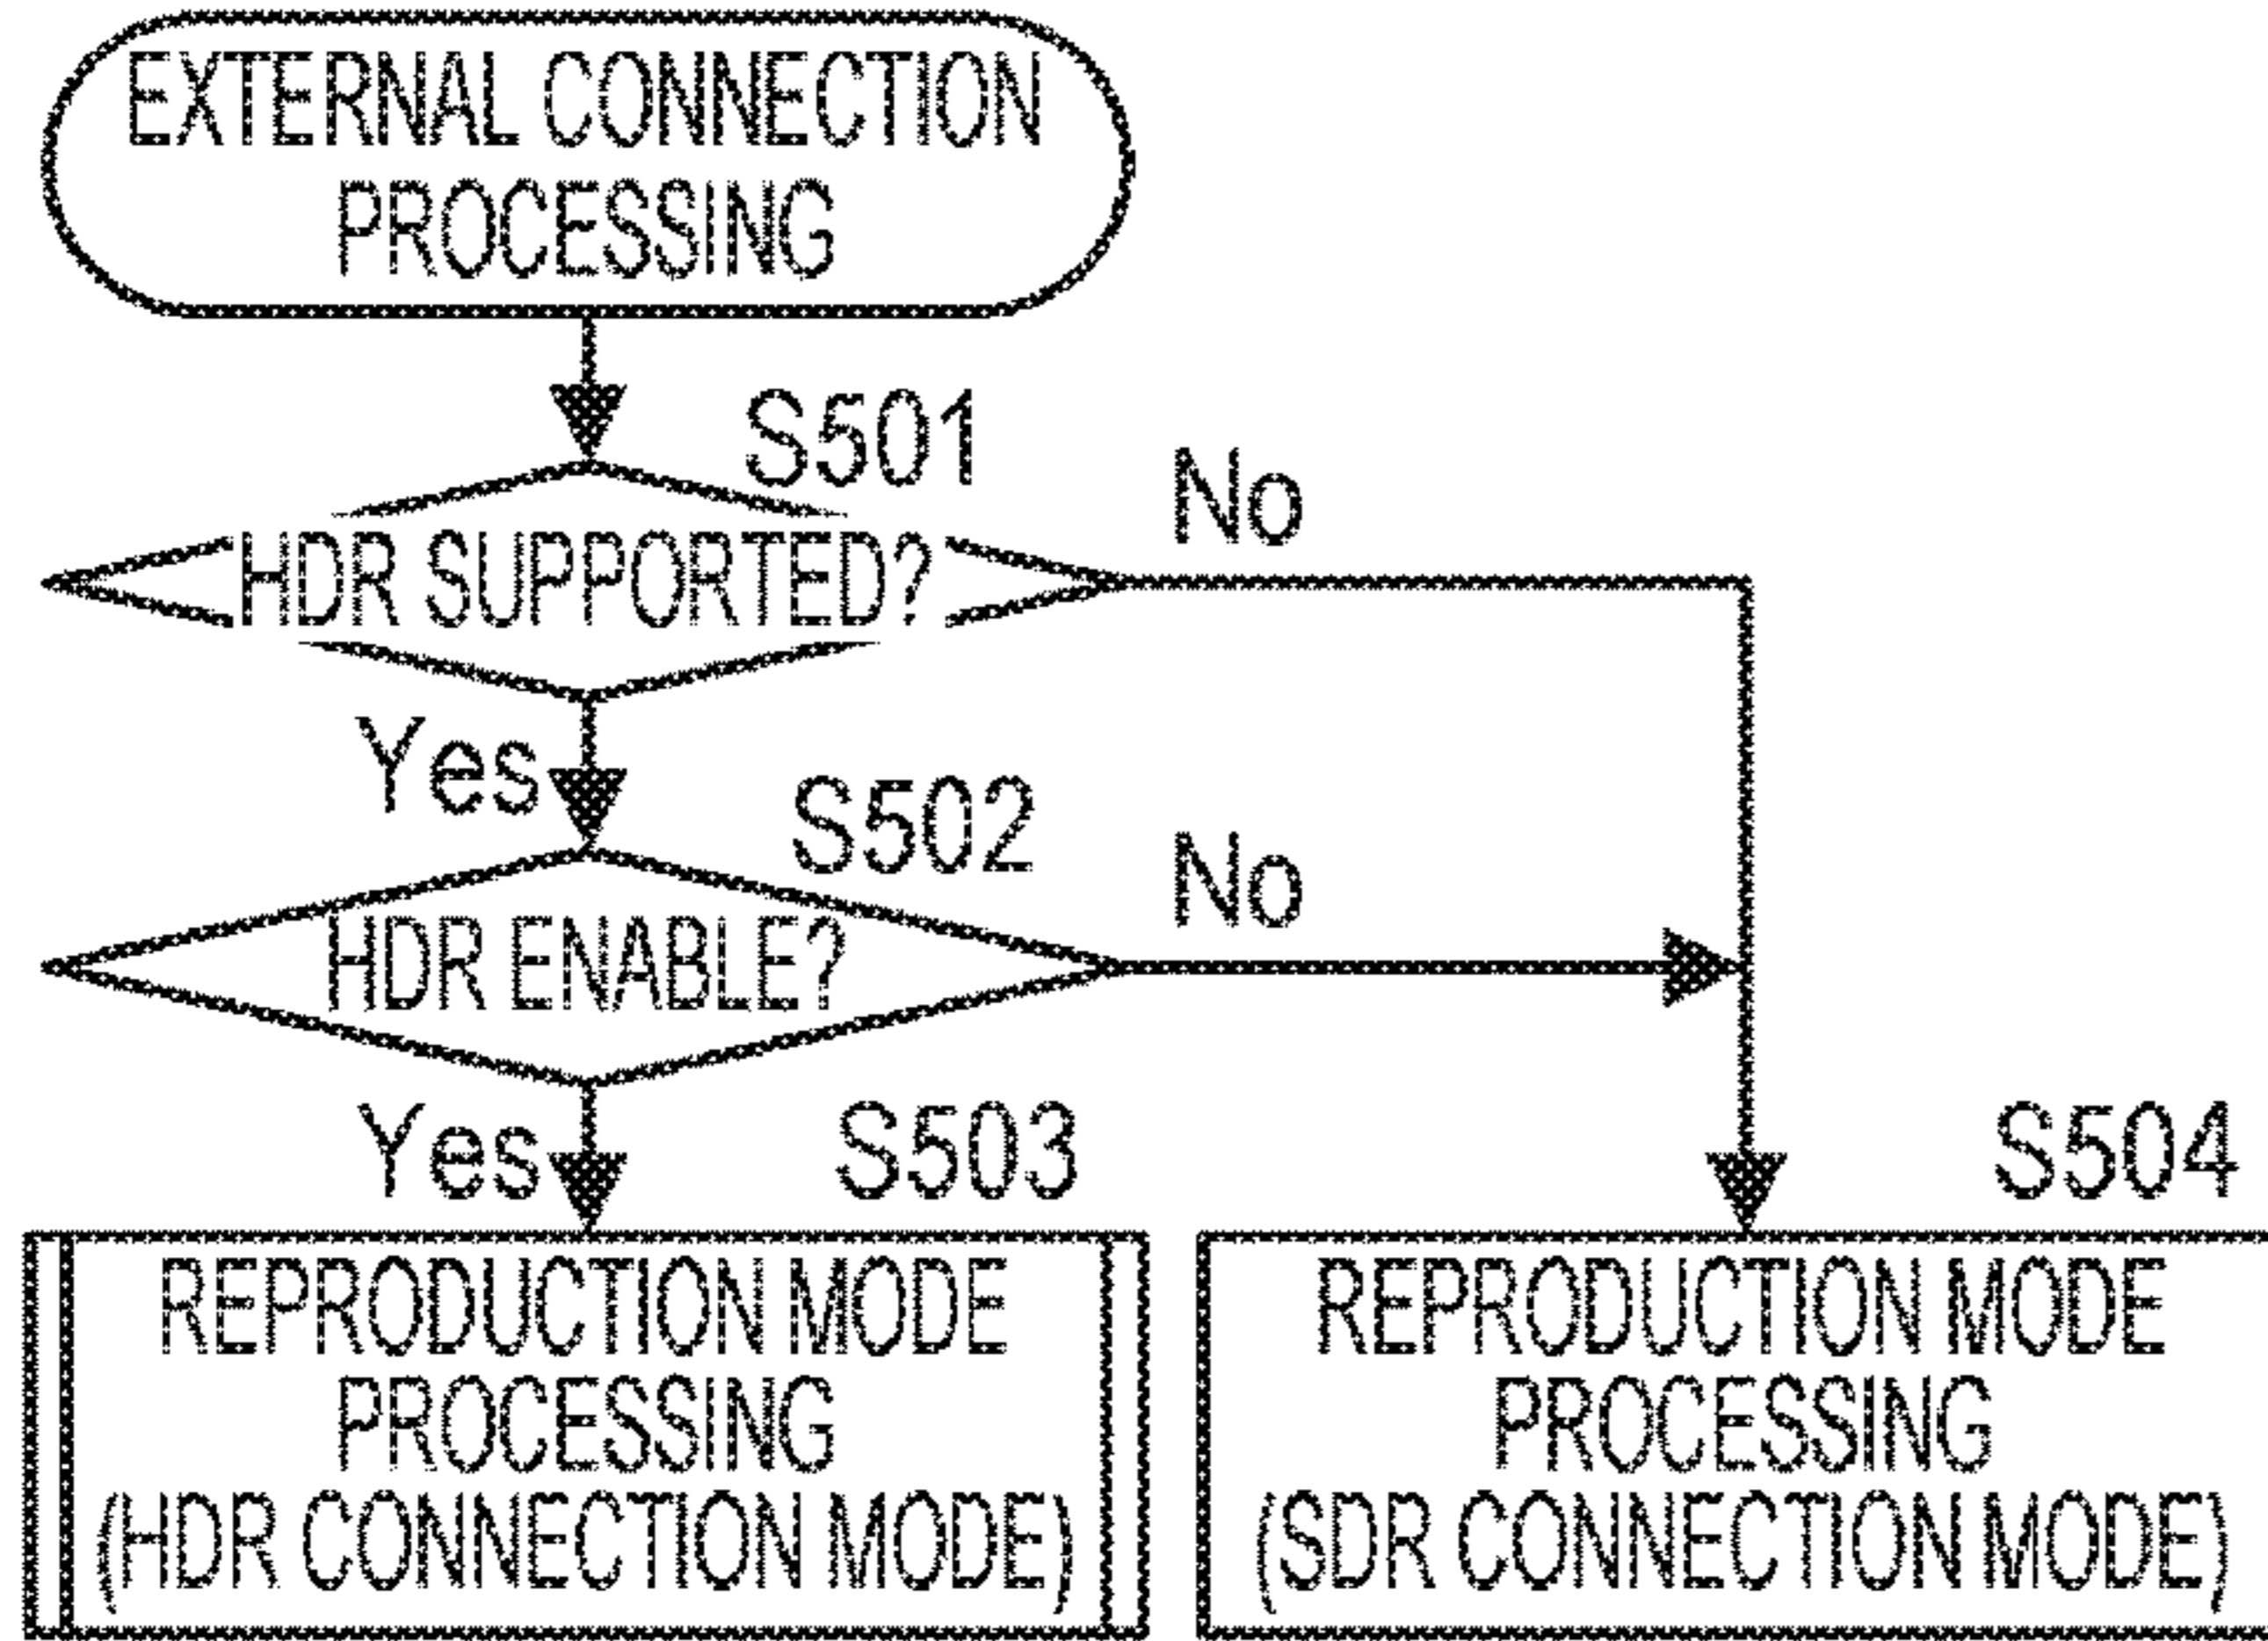 EXTERNAL CONNECTION
PROCESSING
S501
HDR SUPPORTED?
No
Yes
S502
HDR ENABLE?
No
Yes
S503
REPRODUCTION MODE
PROCESSING
(HDR CONNECTION MODE)
S504
REPRODUCTION MODE
PROCESSING
(SDR CONNECTION MODE)